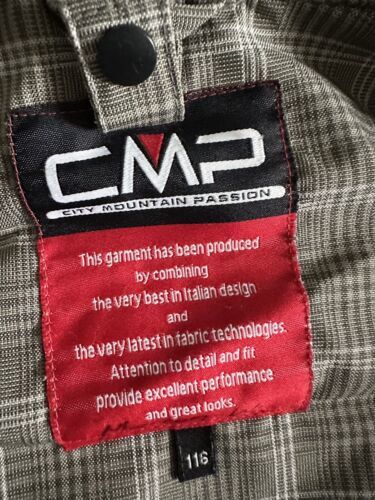 CMP
CITY MOUNTAIN PASSION
This garment has been produced
by combining
the very best in Italian design
and
the very latest in fabric technologies.
Attention to detail and fit
provide excellent performance
and great looks.
116